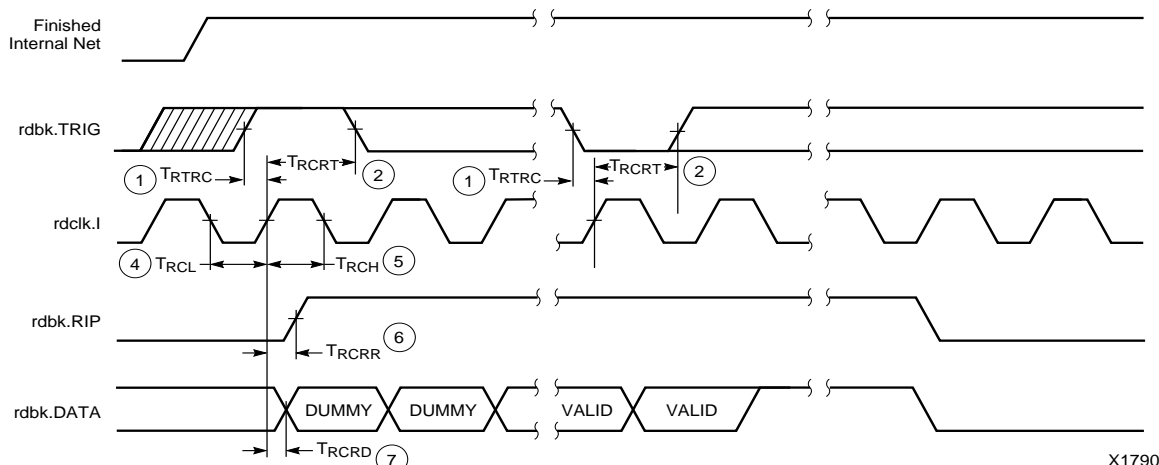 Finished
Internal Net
rdbk.TRIG
1 TRTRC
TRCRT
2
1 TRTRC
TRCRT
2
rdclk.I
4 TRCL
TRCH 5
rdbk.RIP
TRCRR 6
rdbk.DATA
DUMMY DUMMY VALID VALID
TRCRD 7
X1790